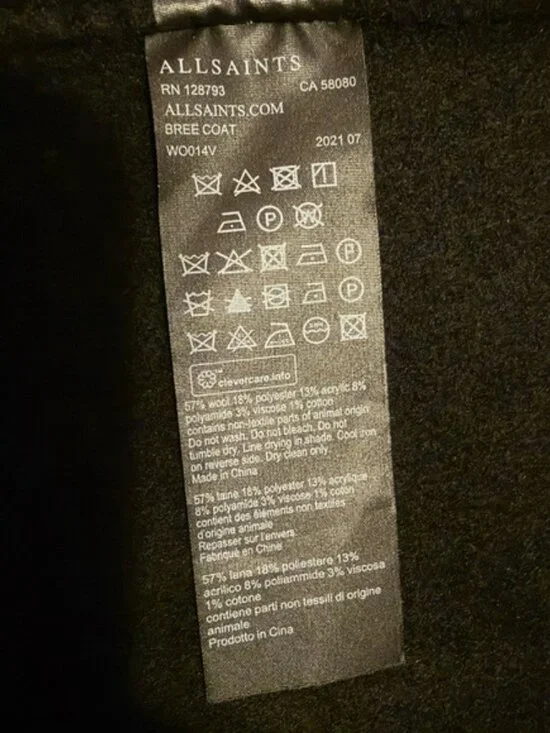 ALLSAINTS
RN 128793 CA 58080
ALLSAINTS.COM
BREE COAT
WO014V 2021 07
P W
P
P
clevercare.info
57% wool 18% polyester 13% acrylic 8%
polyamide 3% viscose 1% cotton
contains non-textile parts of animal origin
Do not wash. Do not bleach. Do not
tumble dry. Line drying in shade. Cool iron
on reverse side. Dry clean only.
Made in China
57% laine 18% polyester 13% acrylique
8% polyamide 3% viscose 1% coton
contient des éléments non textiles
d'origine animale
Repasser sur l'envers
Fabriqué en Chine
57% lana 18% poliestere 13%
acrilico 8% poliammide 3% viscosa
1% cotone
contiene parti non tessili di origine
animale
Prodotto in Cina